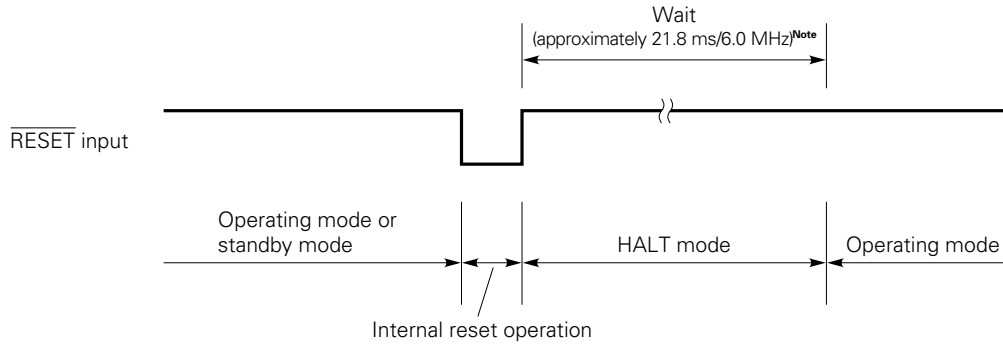 Wait
(approximately 21.8 ms/6.0 MHz)Note
RESET input
Operating mode or
standby mode
HALT mode
Operating mode
Internal reset operation